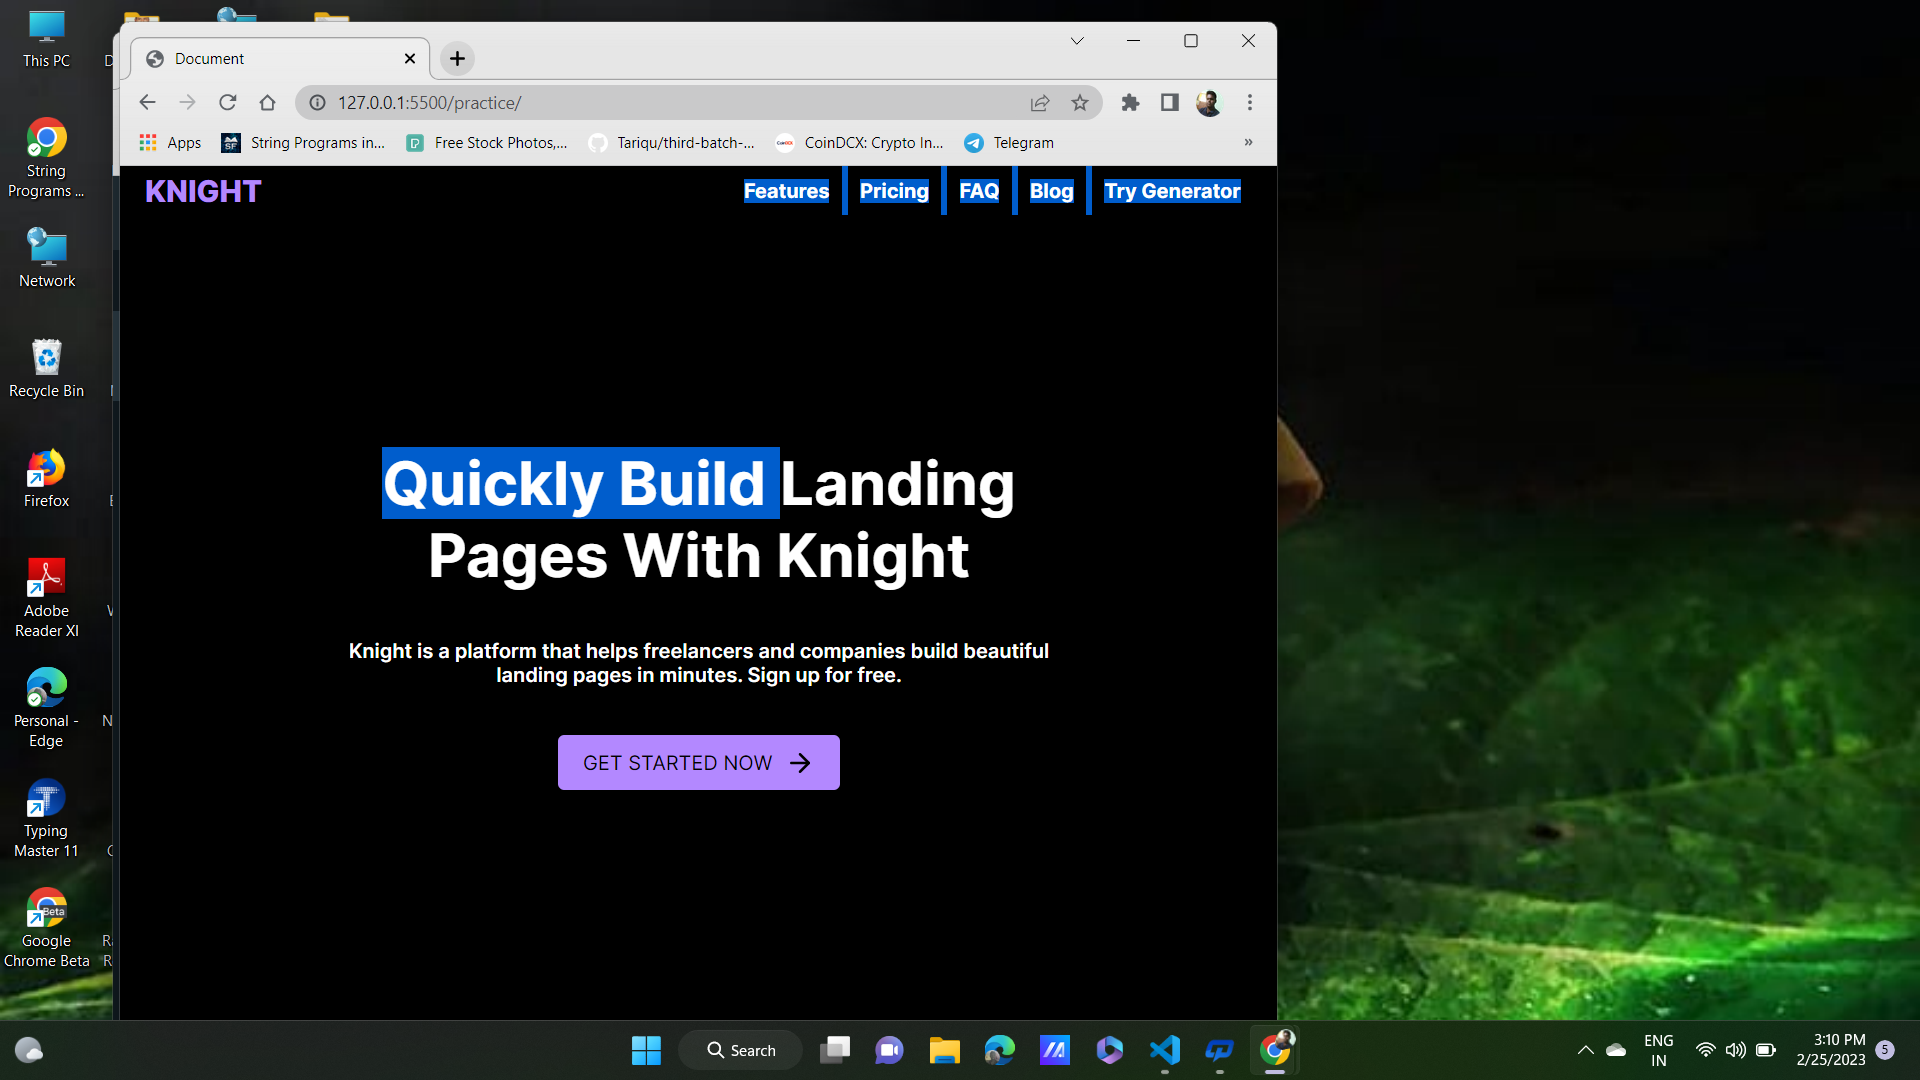 This PC
String
Programs ...
Network
Recycle Bin
Firefox
Adobe
Reader XI
Personal -
Edge
Typing
Master 11
Beta
Google
Chrome Beta
Document
127.0.0.1:5500/practice/
Apps
SF
String Programs in...
Free Stock Photos,...
Tariqu/third-batch-...
CoinDCX: Crypto In...
Telegram
»
KNIGHT
Features
Pricing
FAQ
Blog
Try Generator
Quickly Build Landing
Pages With Knight
Knight is a platform that helps freelancers and companies build beautiful
landing pages in minutes. Sign up for free.
GET STARTED NOW
Search
ENG
IN
3:10 PM
2/25/2023
5